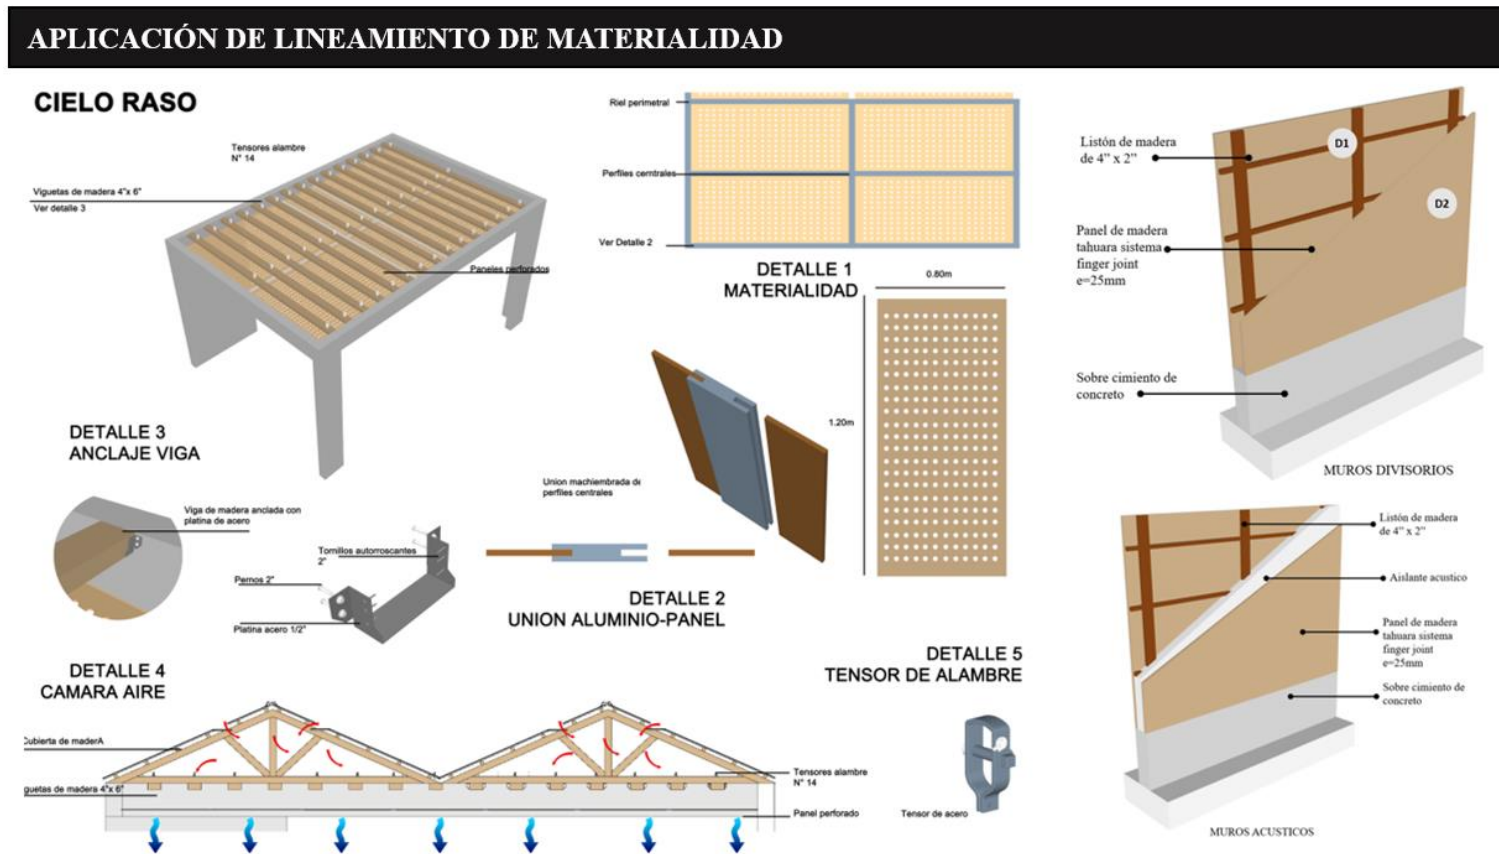 APLICACIÓN DE LINEAMIENTO DE MATERIALIDAD
CIELO RASO
Tensores alambre
N° 14
Viguetas de madera 4"x 6"
Ver detalle 3
Paneles perforados
Riel perimetral
Perfiles cerntrales
Ver Detalle 2
DETALLE 1
MATERIALIDAD
0.80m
1.20m
DETALLE 3
ANCLAJE VIGA
Viga de madera anclada con
platina de acero
Tornillos autorroscantes
2"
Pernos 2"
Platina acero 1/2"
Union machiembrada de
perfiles centrales
DETALLE 2
UNION ALUMINIO-PANEL
DETALLE 4
CAMARA AIRE
Cubierta de maderA
guetas de madera 4"x 6"
Tensores alambre
N° 14
Panel perforado
DETALLE 5
TENSOR DE ALAMBRE
Tensor de acero
Listón de madera
de 4” x 2”
D1
D2
Panel de madera
tahuara sistema
finger joint
e=25mm
Sobre cimiento de
concreto
MUROS DIVISORIOS
Listón de madera
de 4” x 2”
Aislante acustico
Panel de madera
tahuara sistema
finger joint
e=25mm
Sobre cimiento de
concreto
MUROS ACUSTICOS